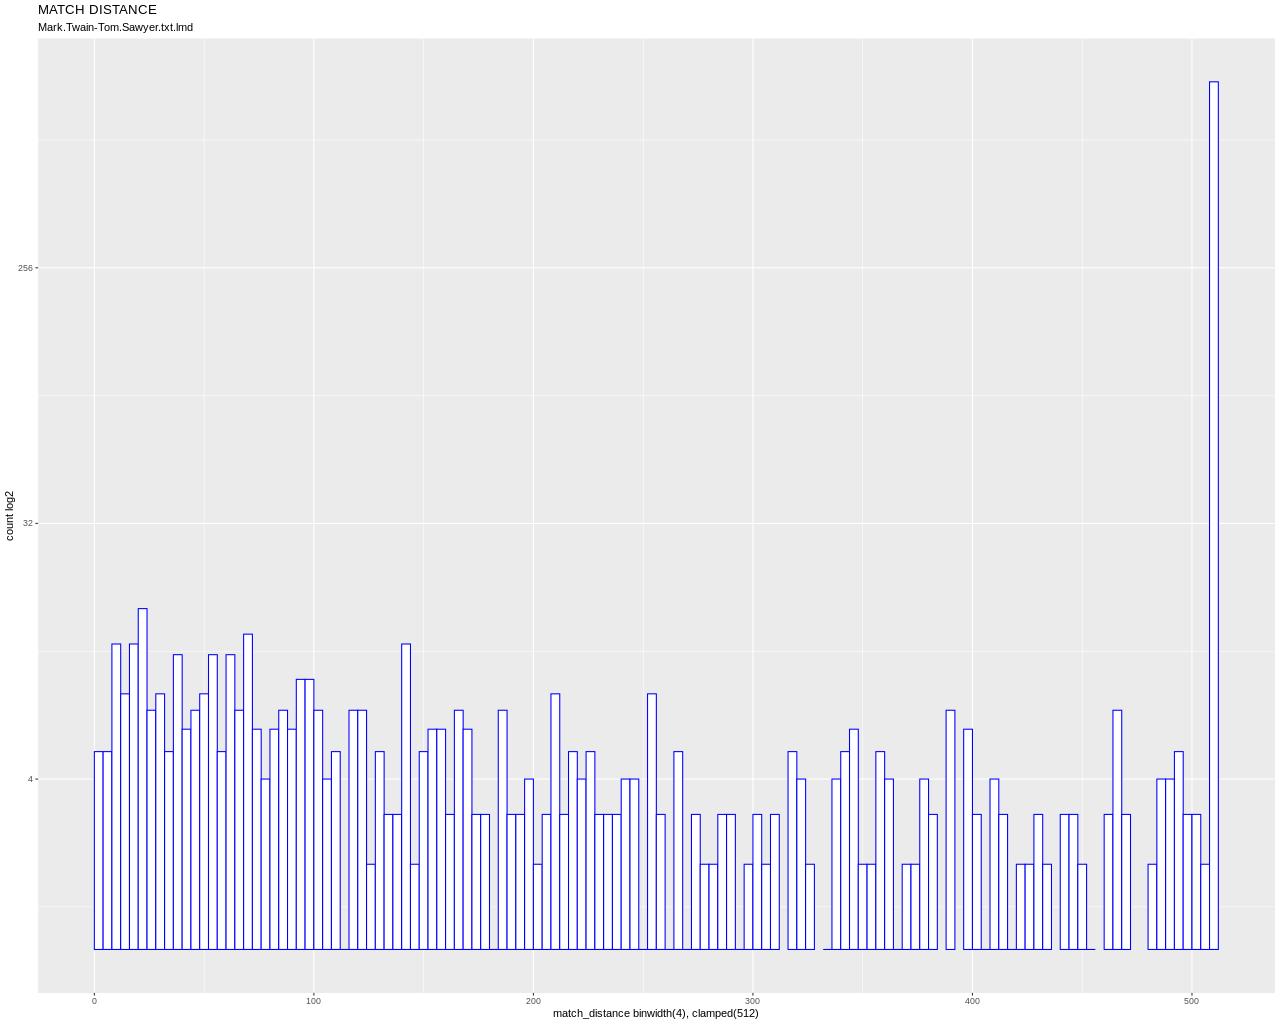 MATCH DISTANCE
Mark.Twain-Tom.Sawyer.txt.lmd
256
32
4
count log2
0 100 200 300 400 500
match_distance binwidth(4), clamped(512)